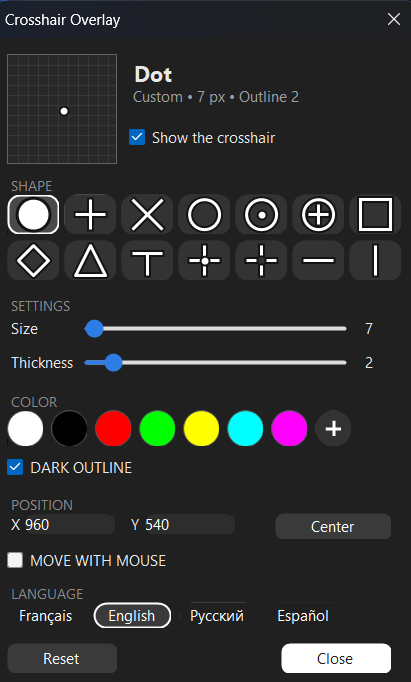 Crosshair Overlay
Dot
Custom • 7 px • Outline 2
Show the crosshair
SHAPE
SETTINGS
Size 7
Thickness 2
COLOR
DARK OUTLINE
POSITION
X 960 Y 540 Center
MOVE WITH MOUSE
LANGUAGE
Français English Русский Español
Reset Close